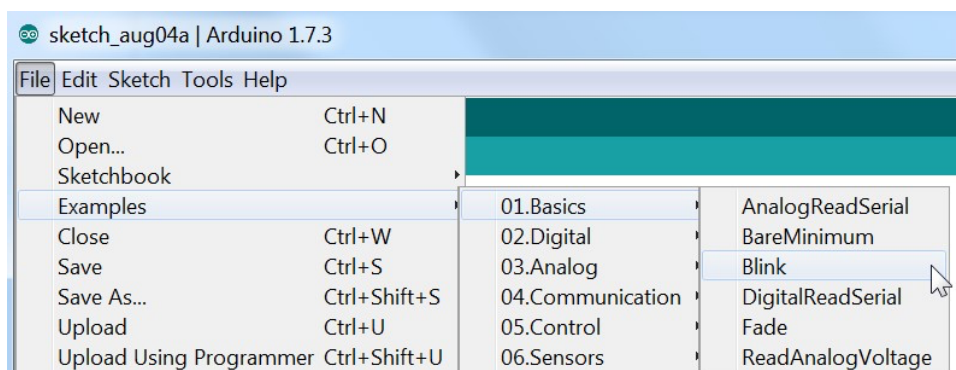 sketch_aug04a | Arduino 1.7.3
File Edit Sketch Tools Help
New Ctrl+N
Open... Ctrl+O
Sketchbook
Examples 01.Basics AnalogReadSerial
Close Ctrl+W 02.Digital BareMinimum
Save Ctrl+S 03.Analog Blink
Save As... Ctrl+Shift+S 04.Communication DigitalReadSerial
Upload Ctrl+U 05.Control Fade
Upload Using Programmer Ctrl+Shift+U 06.Sensors ReadAnalogVoltage